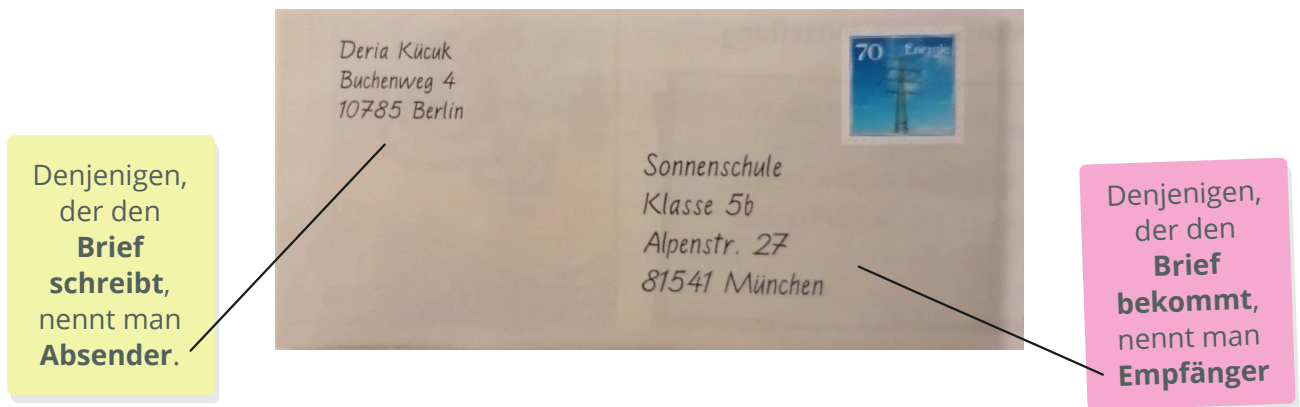 Deria Kücuk
Buchenweg 4
10785 Berlin
70 Energie
Sonnenschule
Klasse 5b
Alpenstr. 27
81541 München
Denjenigen,
der den
Brief
schreibt,
nennt man
Absender.
Denjenigen,
der den
Brief
bekommt,
nennt man
Empfänger